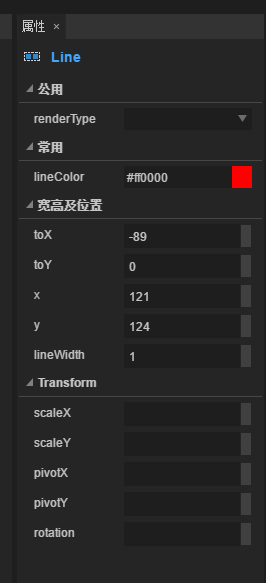 属性 ×
Line
公用
renderType
常用
lineColor #ff0000
宽高及位置
toX -89
toY 0
x 121
y 124
lineWidth 1
Transform
scaleX
scaleY
pivotX
pivotY
rotation